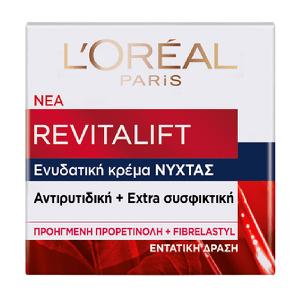 L'ORÉAL
PARIS
ΝΕΑ
REVITALIFT
Ενυδατική κρέμα ΝΥΧΤΑΣ
Αντιρυτιδική + Extra συσφικτική
ΠΡΟΗΓΜΕΝΗ ΠΡΟΡΕΤΙΝΟΛΗ + FIBRELASTYL
ΕΝΤΑΤΙΚΗ ΔΡΑΣΗ